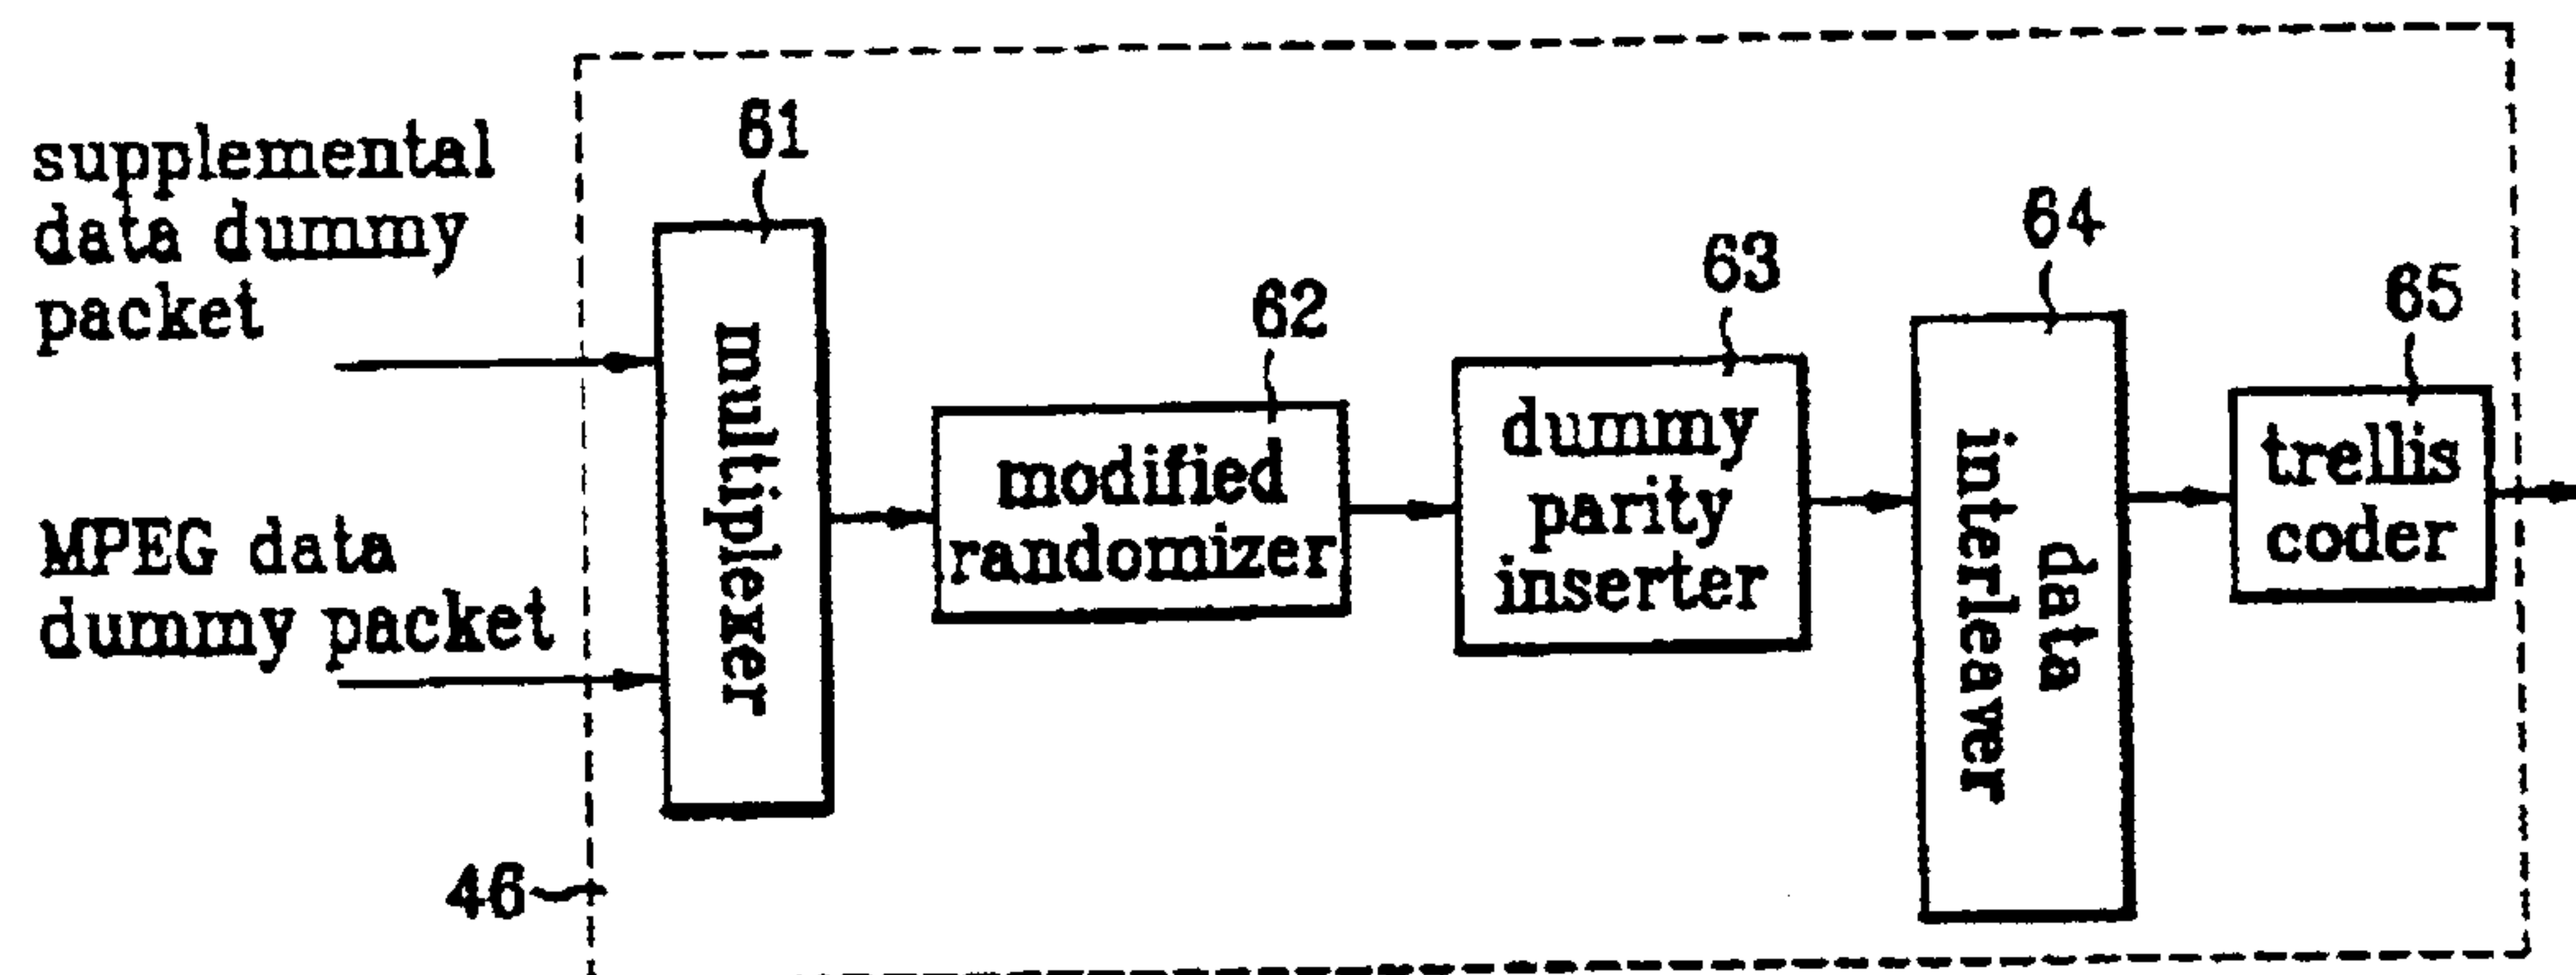 supplemental
data dummy
packet
MPEG data
dummy packet
46
61
multiplexer
62
modified
randomizer
63
dummy
parity
inserter
64
data
interleaver
65
trellis
coder